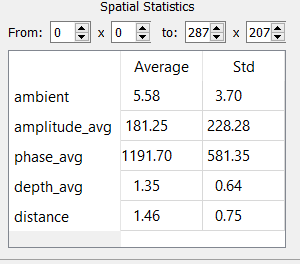 Spatial Statistics
From: 0 x 0 to: 287 x 207
Average Std
ambient 5.58 3.70
amplitude_avg 181.25 228.28
phase_avg 1191.70 581.35
depth_avg 1.35 0.64
distance 1.46 0.75